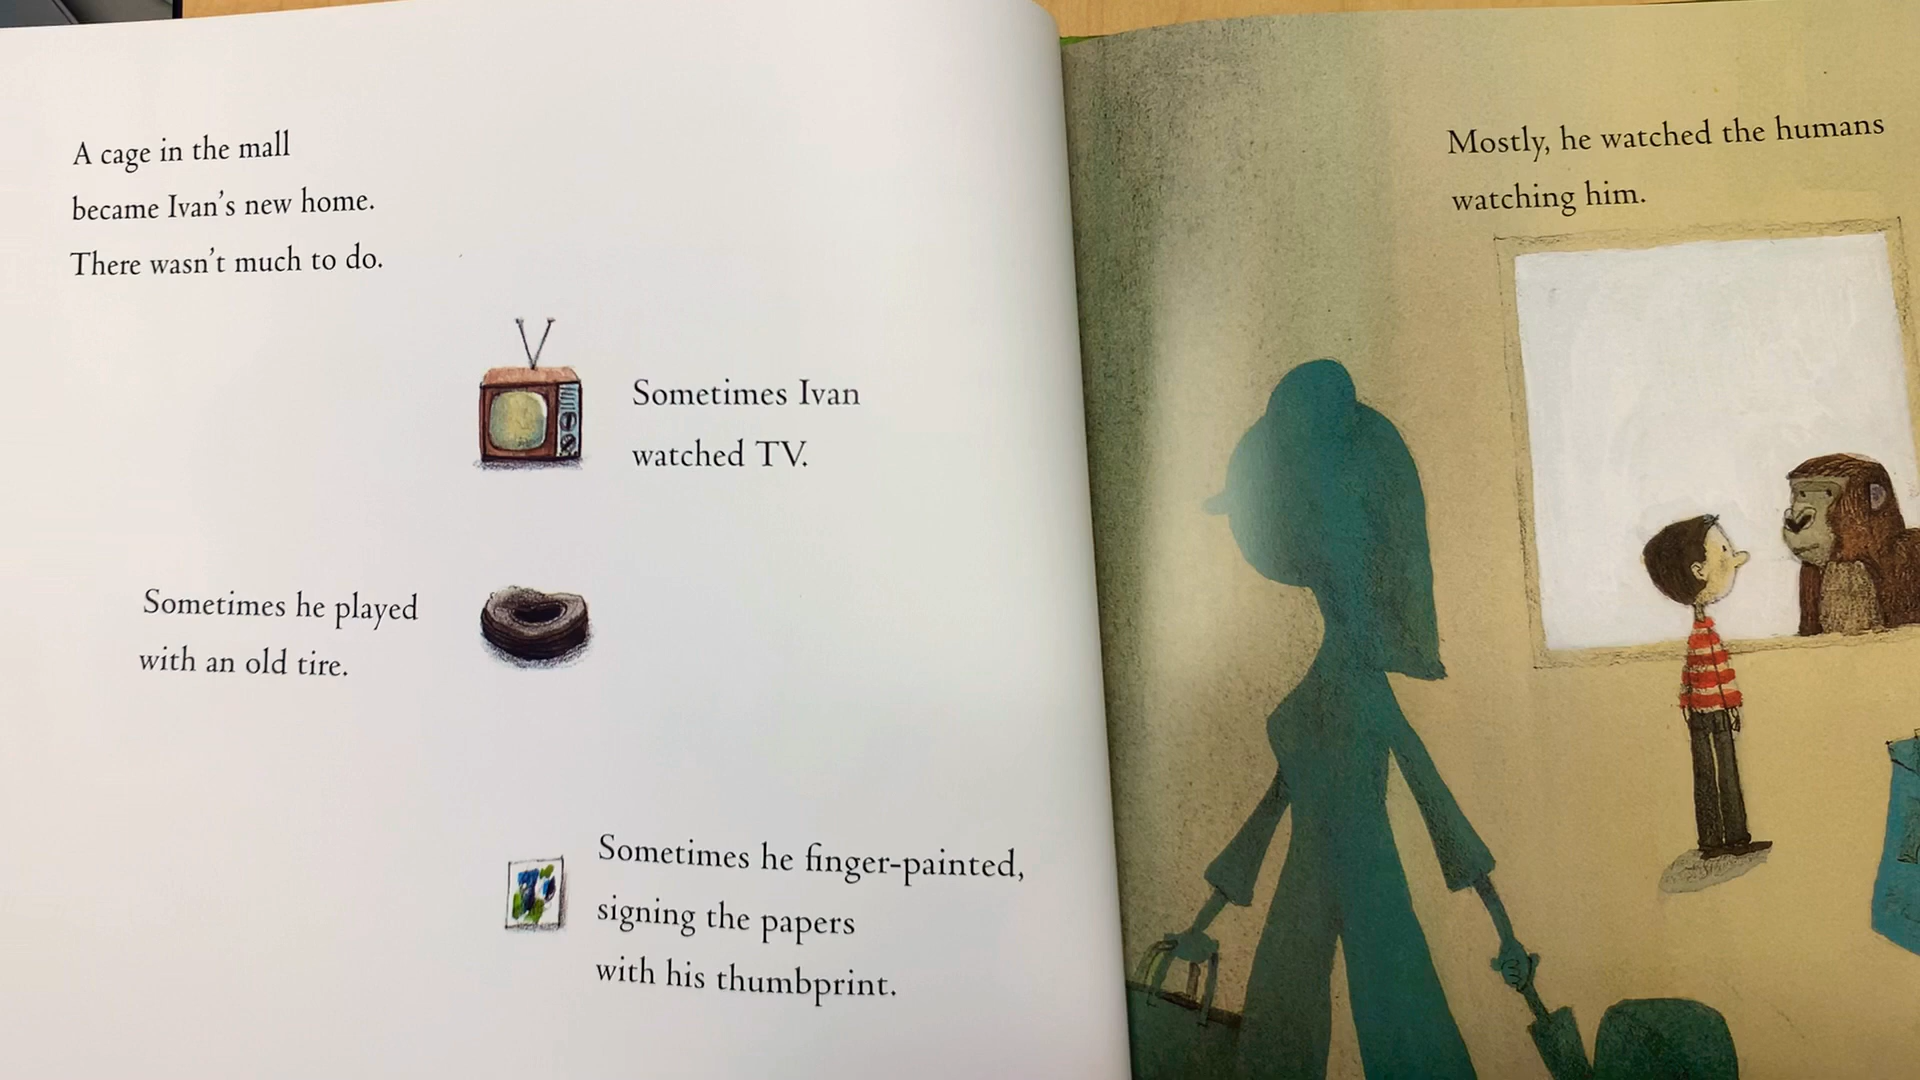 A cage in the mall
became Ivan's new home.
There wasn't much to do.
Sometimes Ivan
watched TV.
Sometimes he played
with an old tire.
Sometimes he finger-painted,
signing the papers
with his thumbprint.
Mostly, he watched the humans
watching him.